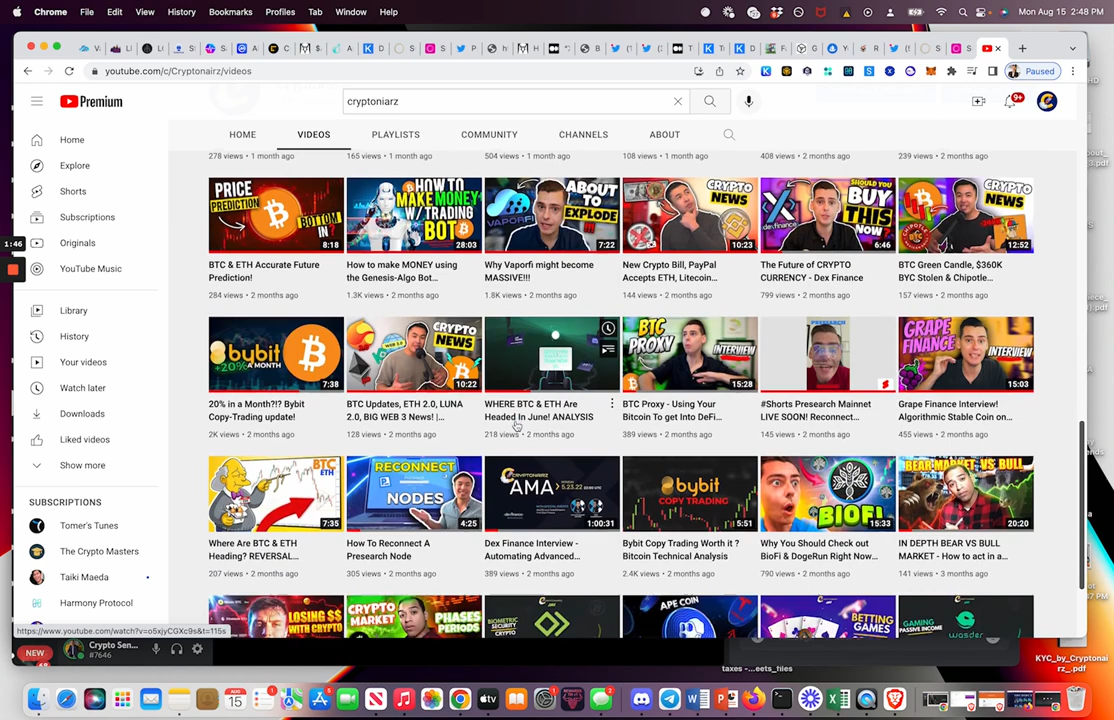 Chrome File Edit View History Bookmarks Profiles Tab Window Help
Mon Aug 15 2:48 PM
youtube.com/c/Cryptonairz/videos
Paused
Premium
cryptoniarz
9+
HOME VIDEOS PLAYLISTS COMMUNITY CHANNELS ABOUT
Home
Explore
Shorts
Subscriptions
Originals
YouTube Music
Library
History
Your videos
Watch later
Downloads
Liked videos
Show more
SUBSCRIPTIONS
Tomer's Tunes
The Crypto Masters
Taiki Maeda
Harmony Protocol
1:46
278 views • 1 month ago
165 views • 1 month ago
504 views • 1 month ago
108 views • 1 month ago
408 views • 2 months ago
239 views • 2 months ago
PRICE
PREDICTION
BOTTOM
IN?
8:18
HOW TO
MAKE MONEY
W/ TRADING
BOT
28:03
VAPORFI
ABOUT
TO
EXPLODE
7:22
CRYPTO
NEWS
10:23
SHOULD YOU
BUY
THIS
NOW?
6:46
CRYPTO
NEWS
12:52
BTC & ETH Accurate Future
Prediction!
284 views • 2 months ago
How to make MONEY using
the Genesis-Algo Bot...
1.3K views • 2 months ago
Why Vaporfi might become
MASSIVE!!!
1.8K views • 2 months ago
New Crypto Bill, PayPal
Accepts ETH, Litecoin...
144 views • 2 months ago
The Future of CRYPTO
CURRENCY - Dex Finance
799 views • 2 months ago
BTC Green Candle, $360K
BYC Stolen & Chipotle...
157 views • 2 months ago
bybit
+20% A MONTH
7:38
CRYPTO
NEWS
10:22
BTC
PROXY
INTERVIEW
15:28
PRESEARCH
GRAPE
FINANCE
INTERVIEW
15:03
20% in a Month?!? Bybit
Copy-Trading update!
2K views • 2 months ago
BTC Updates, ETH 2.0, LUNA
2.0, BIG WEB 3 News! |...
128 views • 2 months ago
WHERE BTC & ETH Are
Headed In June! ANALYSIS
218 views • 2 months ago
BTC Proxy - Using Your
Bitcoin To get Into DeFi...
389 views • 2 months ago
#Shorts Presearch Mainnet
LIVE SOON! Reconnect...
145 views • 2 months ago
Grape Finance Interview!
Algorithmic Stable Coin on...
455 views • 2 months ago
BTC
ETH
7:35
RECONNECT
NODES
4:25
CRYPTONAIRZ
AMA
1:00:31
bybit
COPY TRADING
5:51
BIOFI
15:33
BEAR MARKET VS BULL
20:20
Where Are BTC & ETH
Heading? REVERSAL...
207 views • 2 months ago
How To Reconnect A
Presearch Node
305 views • 2 months ago
Dex Finance Interview -
Automating Advanced...
389 views • 2 months ago
Bybit Copy Trading Worth it ?
Bitcoin Technical Analysis
2.4K views • 2 months ago
Why You Should Check out
BioFi & DogeRun Right Now...
790 views • 2 months ago
IN DEPTH BEAR VS BULL
MARKET - How to act in a...
141 views • 3 months ago
LOSING $$
WITH CRYPTO
CRYPTO
MARKET
PHASES
PERIODS
BIOMETRIC
SECURITY
CRYPTO
APE COIN
BETTING
GAMES
GAMING
PASSIVE INCOME
wasder
https://www.youtube.com/watch?v=o5xjyCGXc9s&t=115s
NEW
Crypto Sen...
#7646
taxes -...eets_files
KYC_by_Cryptonai
rz_.pdf
AUG
15